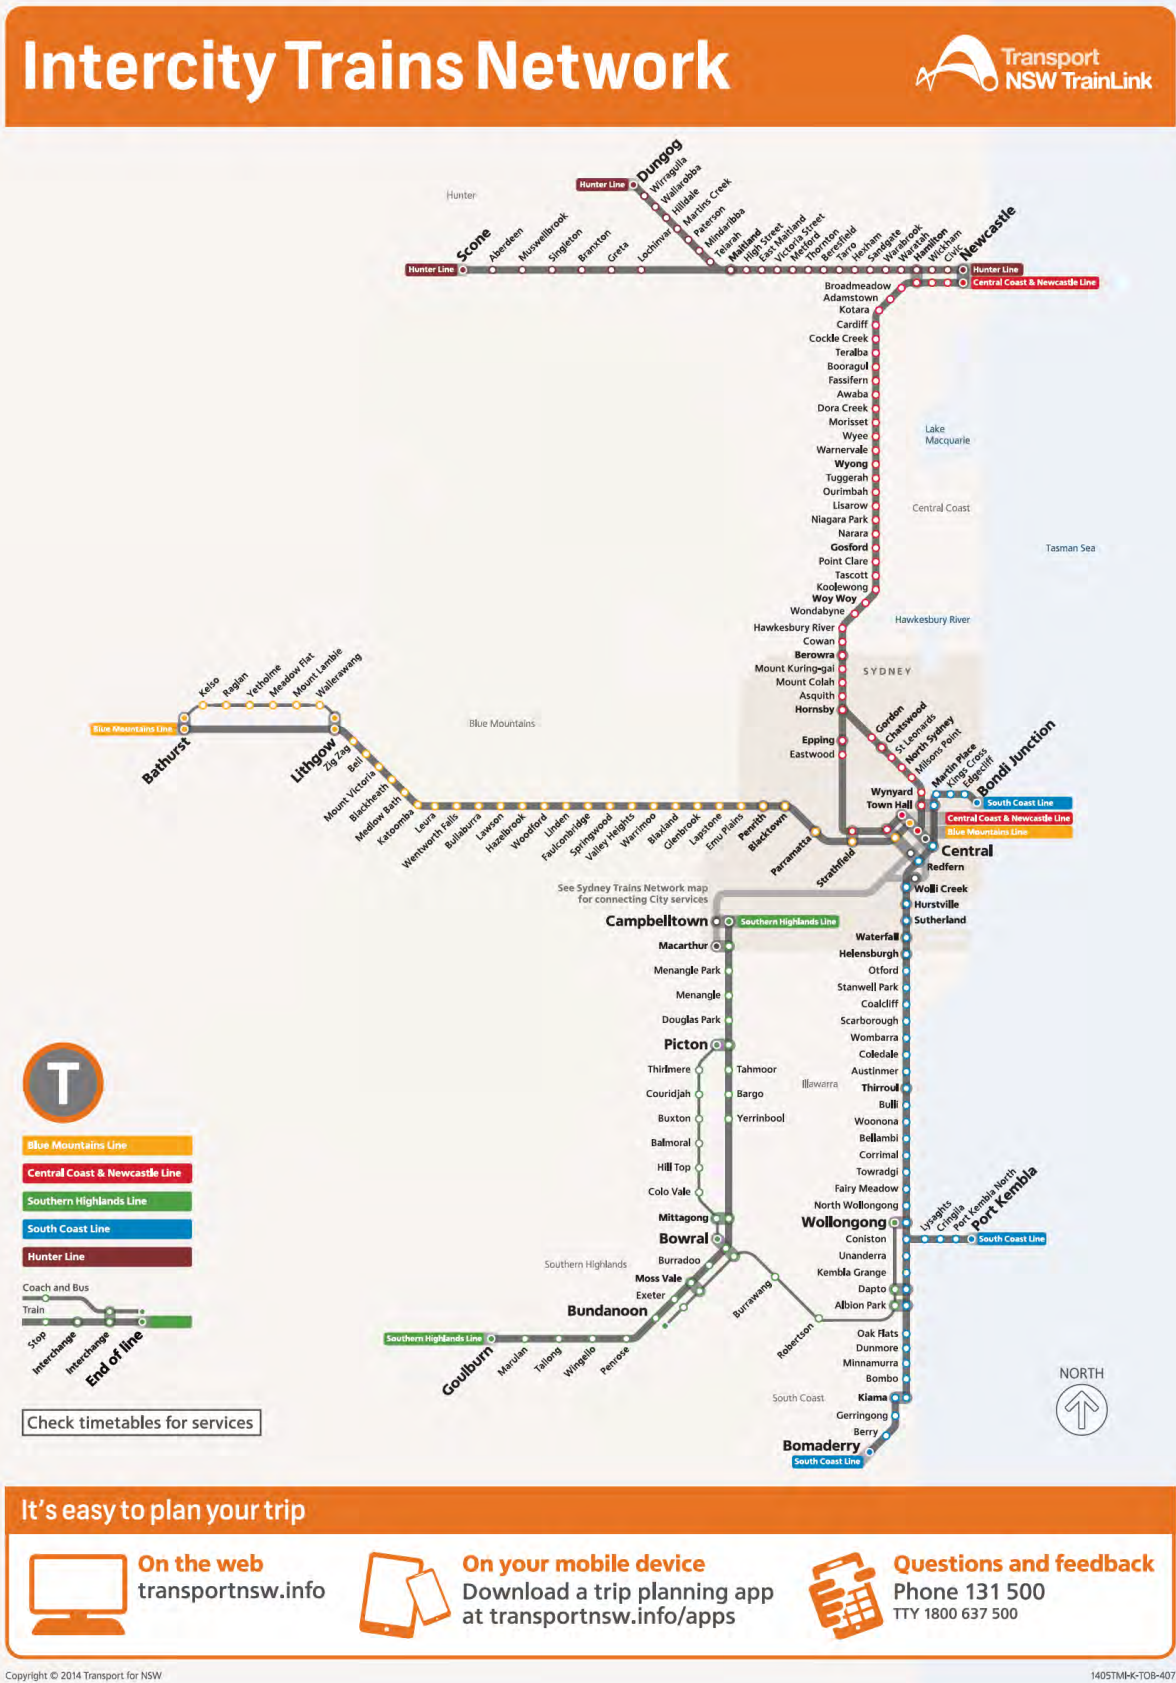 Intercity Trains Network
Transport
NSW TrainLink
Hunter
Hunter Line
Dungog
Wirragulla
Wallarobba
Hilldale
Martins Creek
Paterson
Mindaribba
Telarah
Hunter Line
Scone
Aberdeen
Muswellbrook
Singleton
Branxton
Greta
Lochinvar
Maitland
High Street
East Maitland
Victoria Street
Metford
Thornton
Beresfield
Tarro
Hexham
Sandgate
Warabrook
Waratah
Hamilton
Wickham
Civic
Newcastle
Hunter Line
Central Coast & Newcastle Line
Broadmeadow
Adamstown
Kotara
Cardiff
Cockle Creek
Teralba
Booragul
Fassifern
Awaba
Dora Creek
Morisset
Wyee
Warnervale
Wyong
Tuggerah
Ourimbah
Lisarow
Niagara Park
Narara
Gosford
Point Clare
Tascott
Koolewong
Woy Woy
Wondabyne
Hawkesbury River
Cowan
Berowra
Mount Kuring-gai
Mount Colah
Asquith
Hornsby
Epping
Eastwood
Lake
Macquarie
Central Coast
Tasman Sea
Hawkesbury River
SYDNEY
Gordon
Chatswood
St Leonards
North Sydney
Milsons Point
Wynyard
Town Hall
Martin Place
Kings Cross
Edgecliff
Bondi Junction
South Coast Line
Central Coast & Newcastle Line
Blue Mountains Line
Central
Redfern
Blue Mountains
Kelso
Raglan
Yetholme
Meadow Flat
Mount Lambie
Wallerawang
Blue Mountains Line
Bathurst
Lithgow
Zig Zag
Bell
Mount Victoria
Blackheath
Medlow Bath
Katoomba
Leura
Wentworth Falls
Bullaburra
Lawson
Hazelbrook
Woodford
Linden
Faulconbridge
Springwood
Valley Heights
Warrimoo
Blaxland
Glenbrook
Lapstone
Emu Plains
Penrith
Blacktown
Parramatta
Strathfield
See Sydney Trains Network map
for connecting City services
Wolli Creek
Hurstville
Sutherland
Waterfall
Helensburgh
Otford
Stanwell Park
Coalcliff
Scarborough
Wombarra
Coledale
Austinmer
Thirroul
Bulli
Woonona
Bellambi
Corrimal
Towradgi
Fairy Meadow
North Wollongong
Wollongong
Coniston
Unanderra
Kembla Grange
Dapto
Albion Park
Oak Flats
Dunmore
Minnamurra
Bombo
Kiama
Gerringong
Berry
Bomaderry
South Coast Line
Lysaghts
Cringila
Port Kembla North
Port Kembla
South Coast Line
Illawarra
South Coast
Campbelltown
Southern Highlands Line
Macarthur
Menangle Park
Menangle
Douglas Park
Picton
Thirlmere
Couridjah
Buxton
Balmoral
Hill Top
Colo Vale
Tahmoor
Bargo
Yerrinbool
Mittagong
Bowral
Burradoo
Southern Highlands
Moss Vale
Exeter
Bundanoon
Burrawang
Robertson
Southern Highlands Line
Goulburn
Marulan
Tallong
Wingello
Penrose
T
Blue Mountains Line
Central Coast & Newcastle Line
Southern Highlands Line
South Coast Line
Hunter Line
Coach and Bus
Train
Stop
Interchange
Interchange
End of line
Check timetables for services
NORTH
It's easy to plan your trip
On the web
transportnsw.info
On your mobile device
Download a trip planning app
at transportnsw.info/apps
Questions and feedback
Phone 131 500
TTY 1800 637 500
Copyright © 2014 Transport for NSW
1405TMI-K-TOB-407